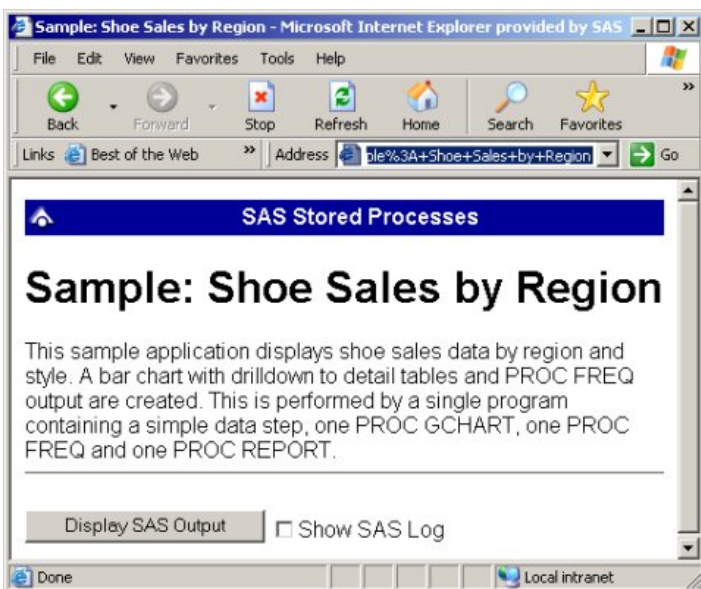 Sample: Shoe Sales by Region - Microsoft Internet Explorer provided by SAS
File Edit View Favorites Tools Help
»
Back Forward Stop Refresh Home Search Favorites
Links Best of the Web » Address ple%3A+Shoe+Sales+by+Region Go
SAS Stored Processes
Sample: Shoe Sales by Region
This sample application displays shoe sales data by region and
style. A bar chart with drilldown to detail tables and PROC FREQ
output are created. This is performed by a single program
containing a simple data step, one PROC GCHART, one PROC
FREQ and one PROC REPORT.
Display SAS Output Show SAS Log
Done Local intranet